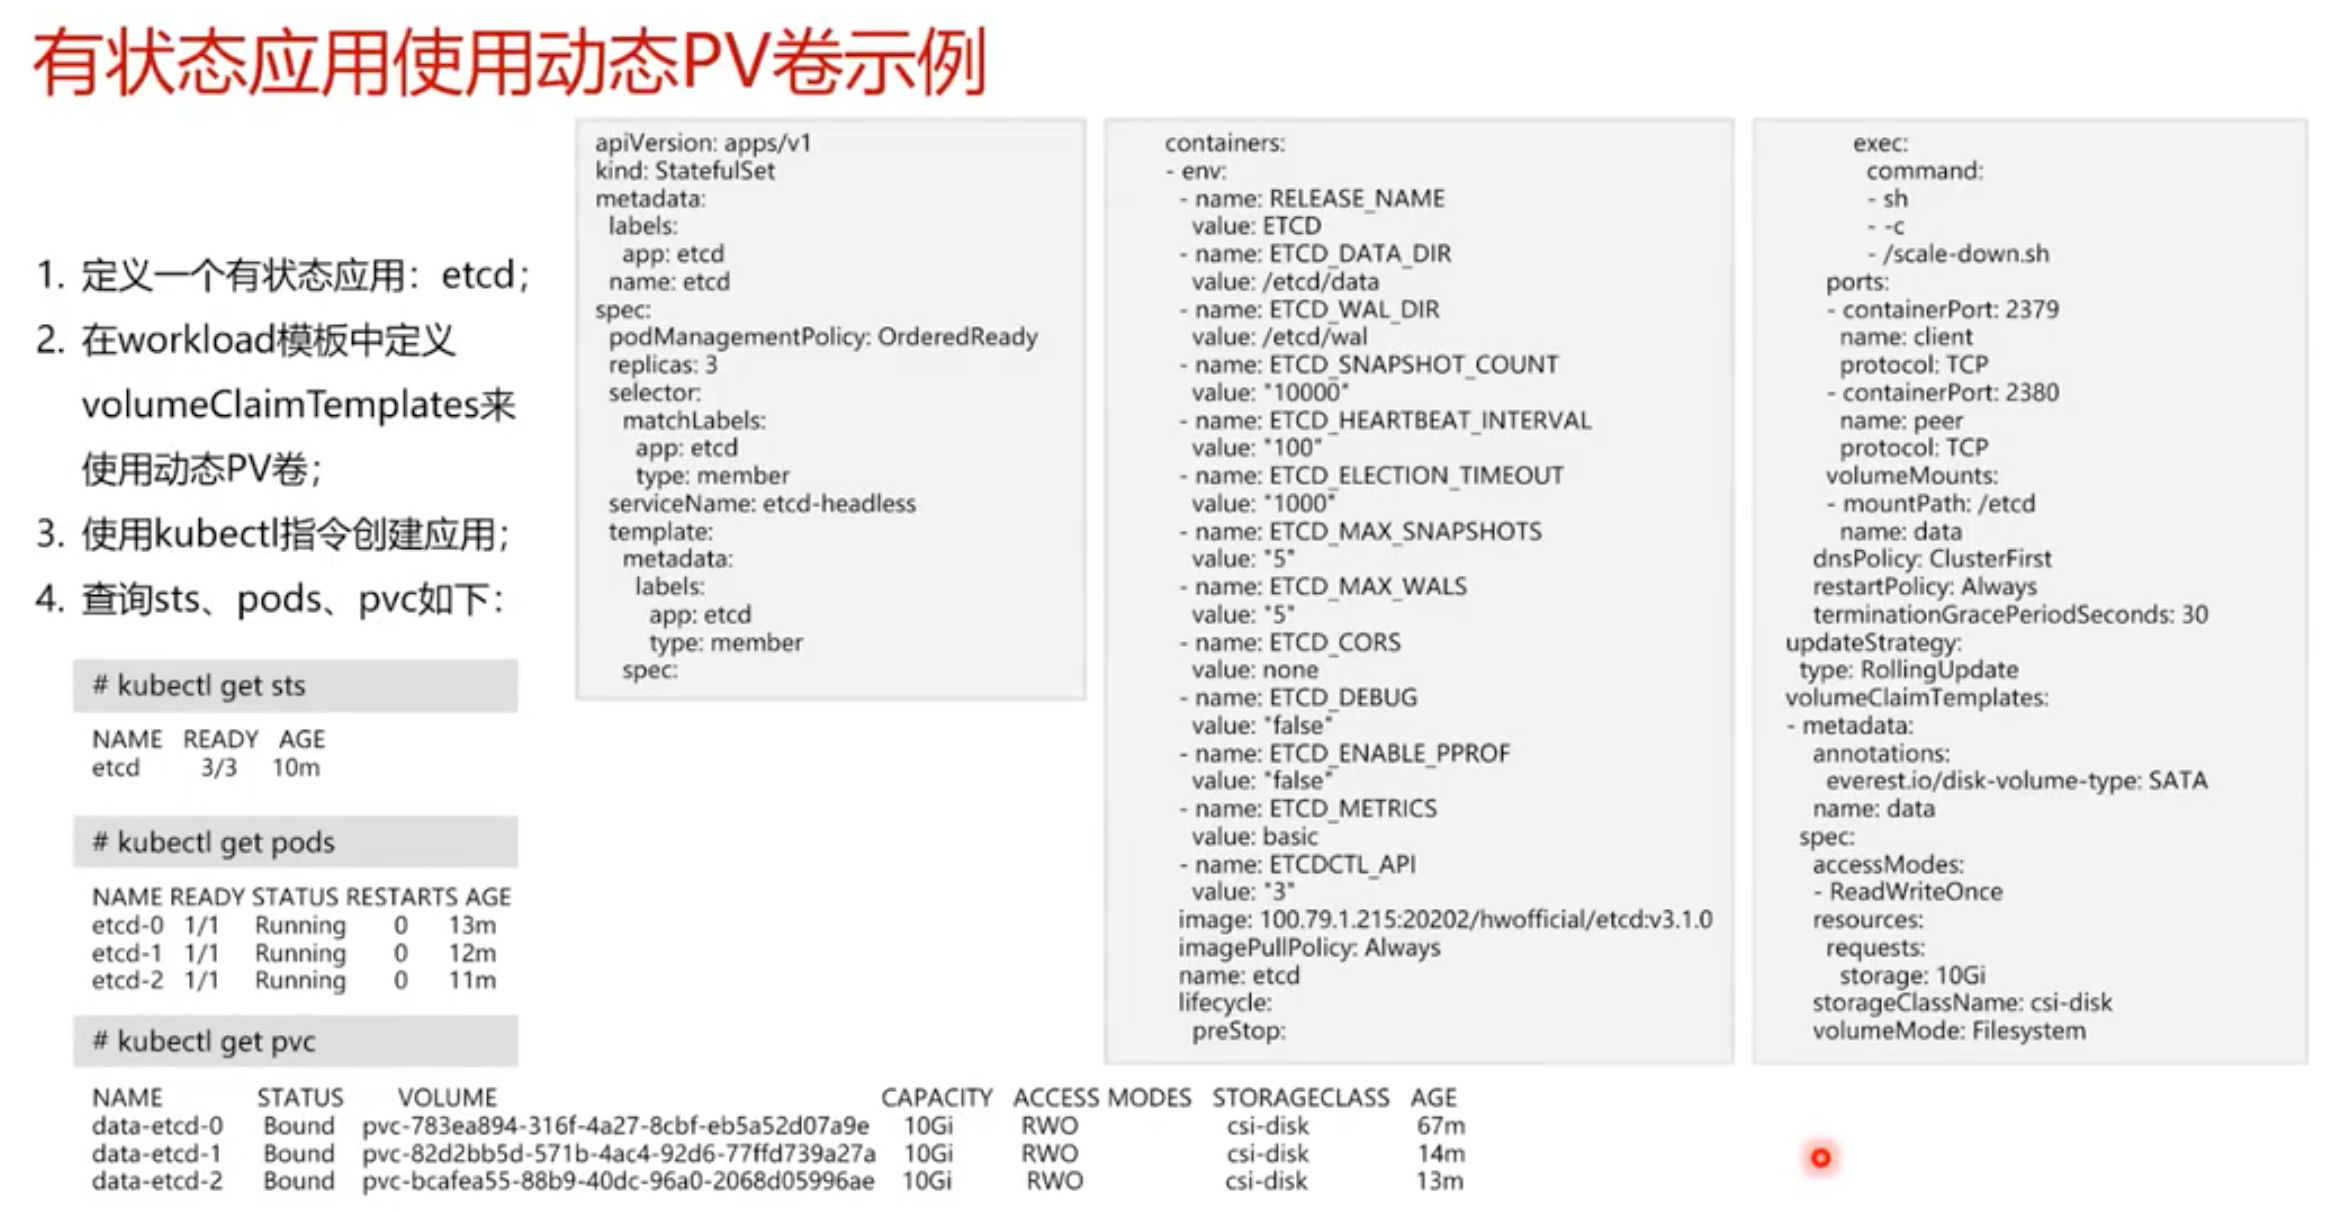 有状态应用使用动态PV卷示例
1. 定义一个有状态应用：etcd；
2. 在workload模板中定义
volumeClaimTemplates来
使用动态PV卷；
3. 使用kubectl指令创建应用；
4. 查询sts、pods、pvc如下：
# kubectl get sts
NAME READY AGE
etcd 3/3 10m
# kubectl get pods
NAME READY STATUS RESTARTS AGE
etcd-0 1/1 Running 0 13m
etcd-1 1/1 Running 0 12m
etcd-2 1/1 Running 0 11m
# kubectl get pvc
NAME STATUS VOLUME CAPACITY ACCESS MODES STORAGECLASS AGE
data-etcd-0 Bound pvc-783ea894-316f-4a27-8cbf-eb5a52d07a9e 10Gi RWO csi-disk 67m
data-etcd-1 Bound pvc-82d2bb5d-571b-4ac4-92d6-77ffd739a27a 10Gi RWO csi-disk 14m
data-etcd-2 Bound pvc-bcafea55-88b9-40dc-96a0-2068d05996ae 10Gi RWO csi-disk 13m
apiVersion: apps/v1
kind: StatefulSet
metadata:
labels:
app: etcd
name: etcd
spec:
podManagementPolicy: OrderedReady
replicas: 3
selector:
matchLabels:
app: etcd
type: member
serviceName: etcd-headless
template:
metadata:
labels:
app: etcd
type: member
spec:
containers:
- env:
- name: RELEASE_NAME
value: ETCD
- name: ETCD_DATA_DIR
value: /etcd/data
- name: ETCD_WAL_DIR
value: /etcd/wal
- name: ETCD_SNAPSHOT_COUNT
value: "10000"
- name: ETCD_HEARTBEAT_INTERVAL
value: "100"
- name: ETCD_ELECTION_TIMEOUT
value: "1000"
- name: ETCD_MAX_SNAPSHOTS
value: "5"
- name: ETCD_MAX_WALS
value: "5"
- name: ETCD_CORS
value: none
- name: ETCD_DEBUG
value: "false"
- name: ETCD_ENABLE_PPROF
value: "false"
- name: ETCD_METRICS
value: basic
- name: ETCDCTL_API
value: "3"
image: 100.79.1.215:20202/hwofficial/etcd:v3.1.0
imagePullPolicy: Always
name: etcd
lifecycle:
preStop:
exec:
command:
- sh
- -c
- /scale-down.sh
ports:
- containerPort: 2379
name: client
protocol: TCP
- containerPort: 2380
name: peer
protocol: TCP
volumeMounts:
- mountPath: /etcd
name: data
dnsPolicy: ClusterFirst
restartPolicy: Always
terminationGracePeriodSeconds: 30
updateStrategy:
type: RollingUpdate
volumeClaimTemplates:
- metadata:
annotations:
everest.io/disk-volume-type: SATA
name: data
spec:
accessModes:
- ReadWriteOnce
resources:
requests:
storage: 10Gi
storageClassName: csi-disk
volumeMode: Filesystem